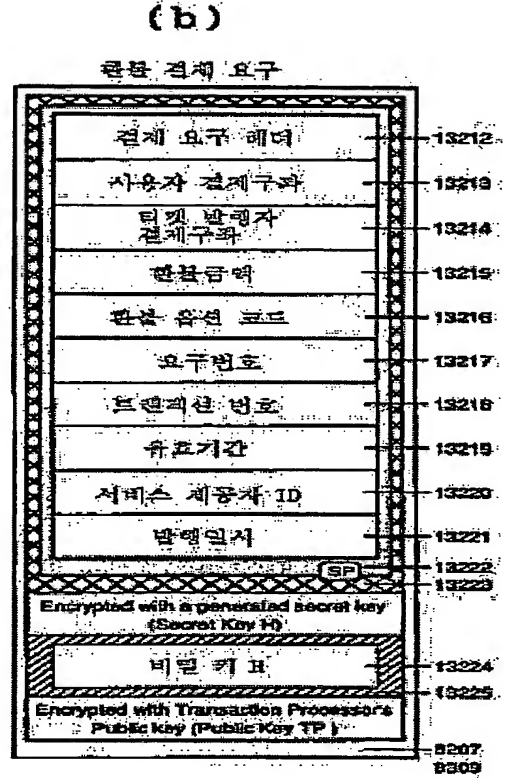 (b)
환불 결제 요구
결제 요구 헤더
13212
사용자 결제구좌
13213
티켓 발행자
결제구좌
13214
환불금액
13215
환불 옵션 코드
13216
요구번호
13217
트랜잭션 번호
13218
유효기간
13219
서비스 제공자 ID
13220
발행일시
13221
SP
13222
13223
Encrypted with a generated secret key
(Secret Key H)
비밀 키 H
13224
13225
Encrypted with Transaction Processor's
Public key (Public Key TP )
8207
8309